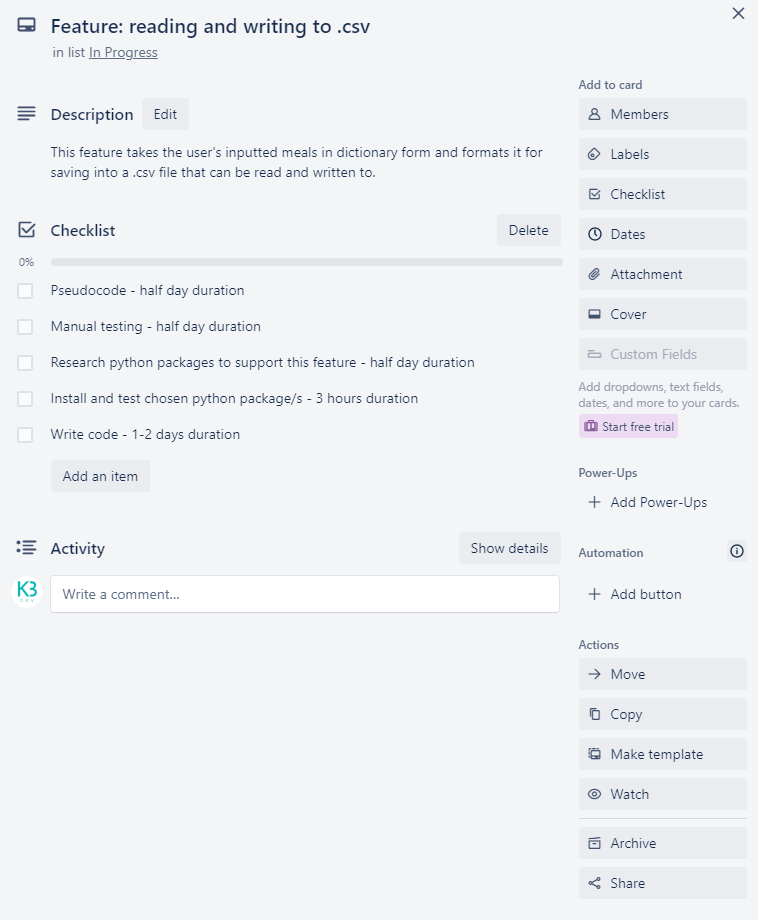 Feature: reading and writing to .csv
in list In Progress
Description
Edit
This feature takes the user's inputted meals in dictionary form and formats it for
saving into a .csv file that can be read and written to.
Checklist
Delete
0%
Pseudocode - half day duration
Manual testing - half day duration
Research python packages to support this feature - half day duration
Install and test chosen python package/s - 3 hours duration
Write code - 1-2 days duration
Add an item
Activity
Show details
K3
Write a comment...
Add to card
Members
Labels
Checklist
Dates
Attachment
Cover
Custom Fields
Add dropdowns, text fields,
dates, and more to your cards.
Start free trial
Power-Ups
Add Power-Ups
Automation
Add button
Actions
Move
Copy
Make template
Watch
Archive
Share